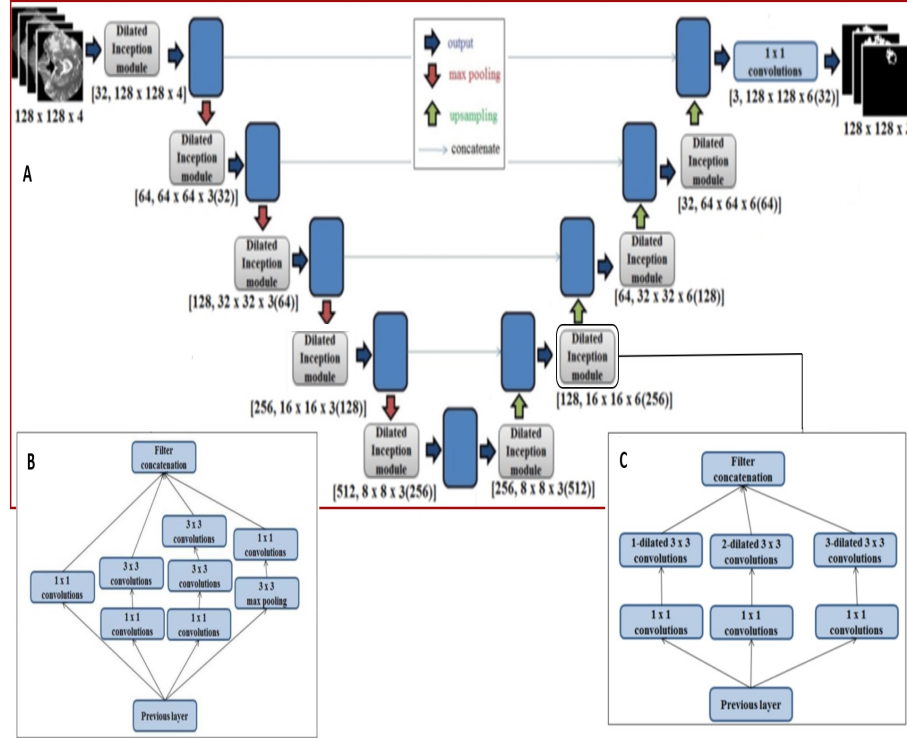 128 x 128 x 4
Dilated
Inception
module
[32, 128 x 128 x 4]
output
max pooling
upsampling
concatenate
1 x 1
convolutions
[3, 128 x 128 x 6(32)]
128 x 128 x
A
Dilated
Inception
module
[64, 64 x 64 x 3(32)]
Dilated
Inception
module
[32, 64 x 64 x 6(64)]
Dilated
Inception
module
[128, 32 x 32 x 3(64)]
Dilated
Inception
module
[64, 32 x 32 x 6(128)]
Dilated
Inception
module
[256, 16 x 16 x 3(128)]
Dilated
Inception
module
[128, 16 x 16 x 6(256)]
Dilated
Inception
module
[512, 8 x 8 x 3(256)]
Dilated
Inception
module
[256, 8 x 8 x 3(512)]
B
Filter
concatenation
3 x 3
convolutions
1 x 1
convolutions
3 x 3
convolutions
3 x 3
convolutions
1 x 1
convolutions
3 x 3
max pooling
1 x 1
convolutions
1 x 1
convolutions
Previous layer
C
Filter
concatenation
1-dilated 3 x 3
convolutions
2-dilated 3 x 3
convolutions
3-dilated 3 x 3
convolutions
1 x 1
convolutions
1 x 1
convolutions
1 x 1
convolutions
Previous layer